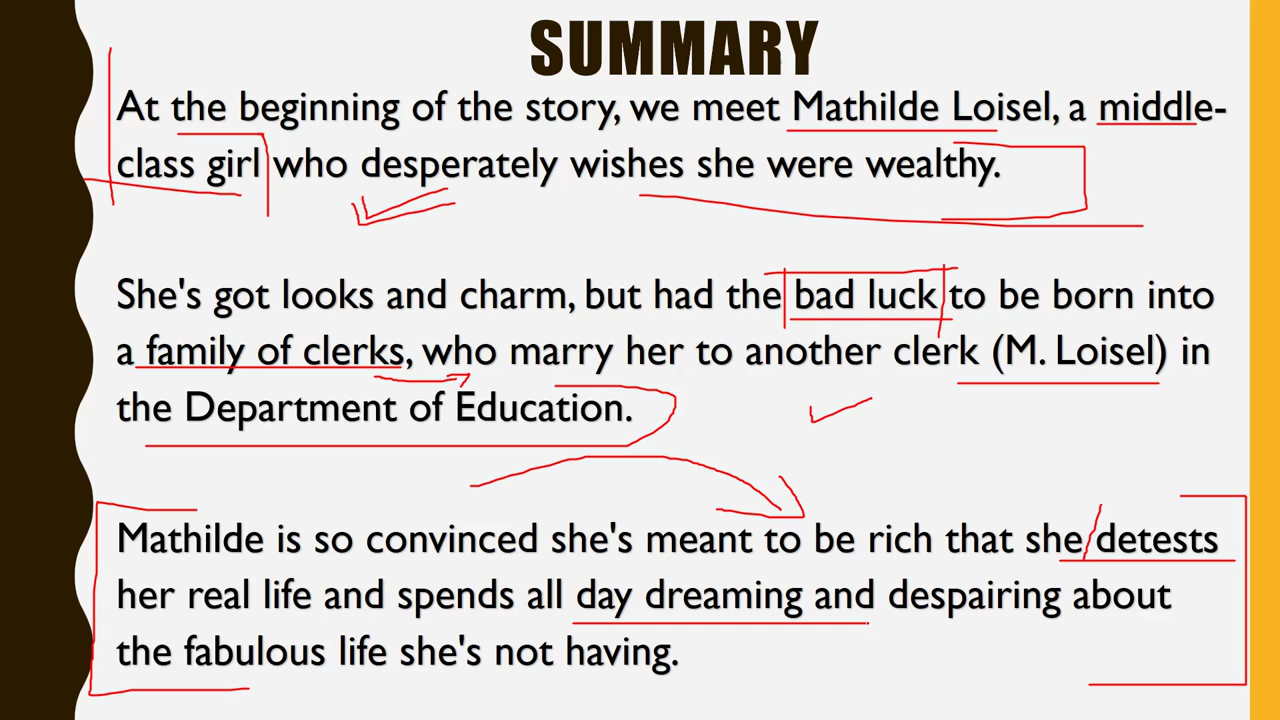 SUMMARY
At the beginning of the story, we meet Mathilde Loisel, a middle-
class girl who desperately wishes she were wealthy.
She's got looks and charm, but had the bad luck to be born into
a family of clerks, who marry her to another clerk (M. Loisel) in
the Department of Education.
Mathilde is so convinced she's meant to be rich that she detests
her real life and spends all day dreaming and despairing about
the fabulous life she's not having.